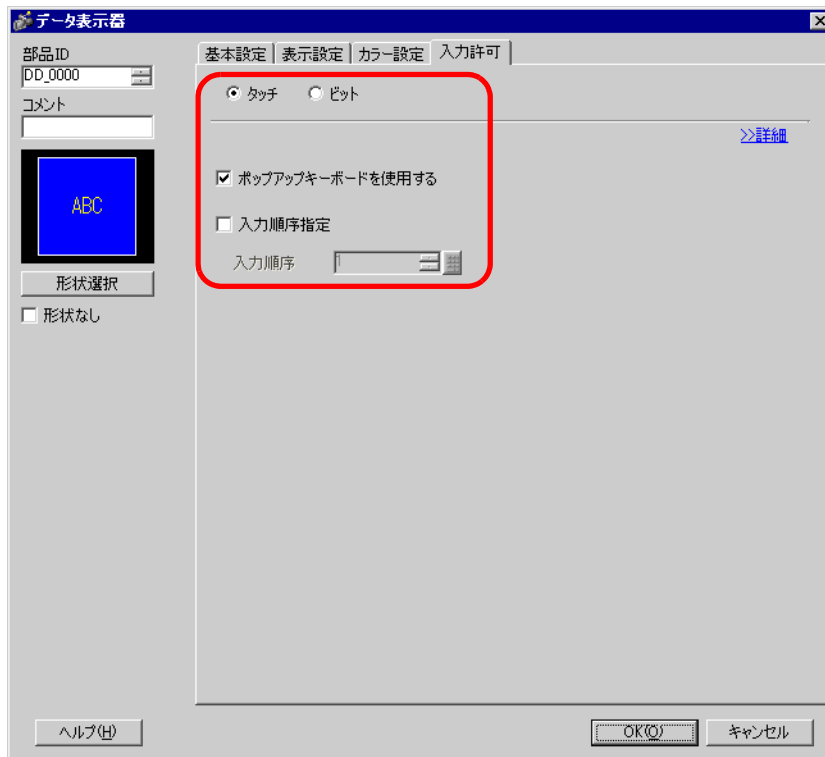 データ表示器
部品ID
DD_0000
コメント
ABC
形状選択
形状なし
基本設定 表示設定 カラー設定 入力許可
タッチ ビット
>>詳細
ポップアップキーボードを使用する
入力順序指定
入力順序 1
ヘルプ(H)
OK(O) キャンセル